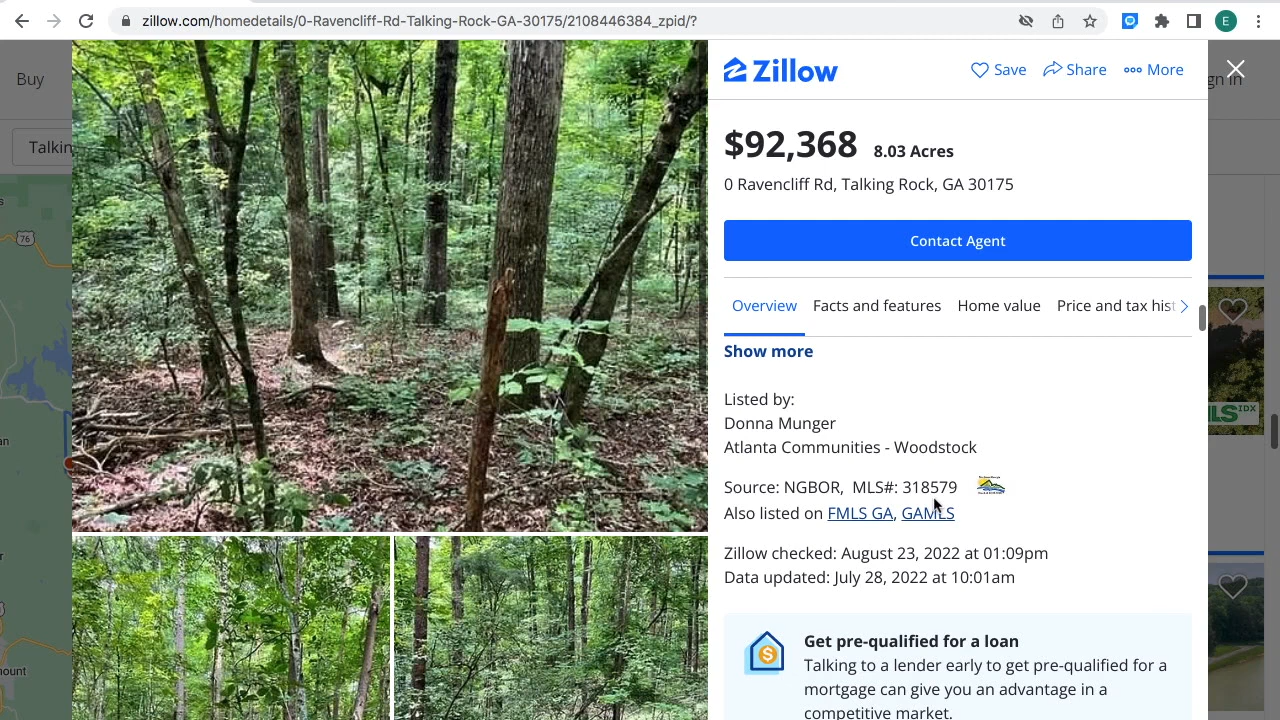 zillow.com/homedetails/0-Ravencliff-Rd-Talking-Rock-GA-30175/2108446384_zpid/?
E
Buy
Zillow
Save
Share
More
gn in
Talkin
$92,368 8.03 Acres
0 Ravencliff Rd, Talking Rock, GA 30175
76
Contact Agent
Overview
Facts and features
Home value
Price and tax hist
Show more
Listed by:
Donna Munger
MLS IDX
Atlanta Communities - Woodstock
Source: NGBOR, MLS#: 318579
Also listed on FMLS GA, GAMLS
Zillow checked: August 23, 2022 at 01:09pm
Data updated: July 28, 2022 at 10:01am
Get pre-qualified for a loan
Talking to a lender early to get pre-qualified for a
mortgage can give you an advantage in a
competitive market.
ount